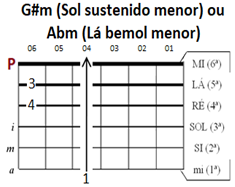 G#m (Sol sustenido menor) ou
Abm (Lá bemol menor)
06 05 04 03 02 01
P MI (6ª)
3 LÁ (5ª)
4 RÉ (4ª)
i SOL (3ª)
m SI (2ª)
a mi (1ª)
1